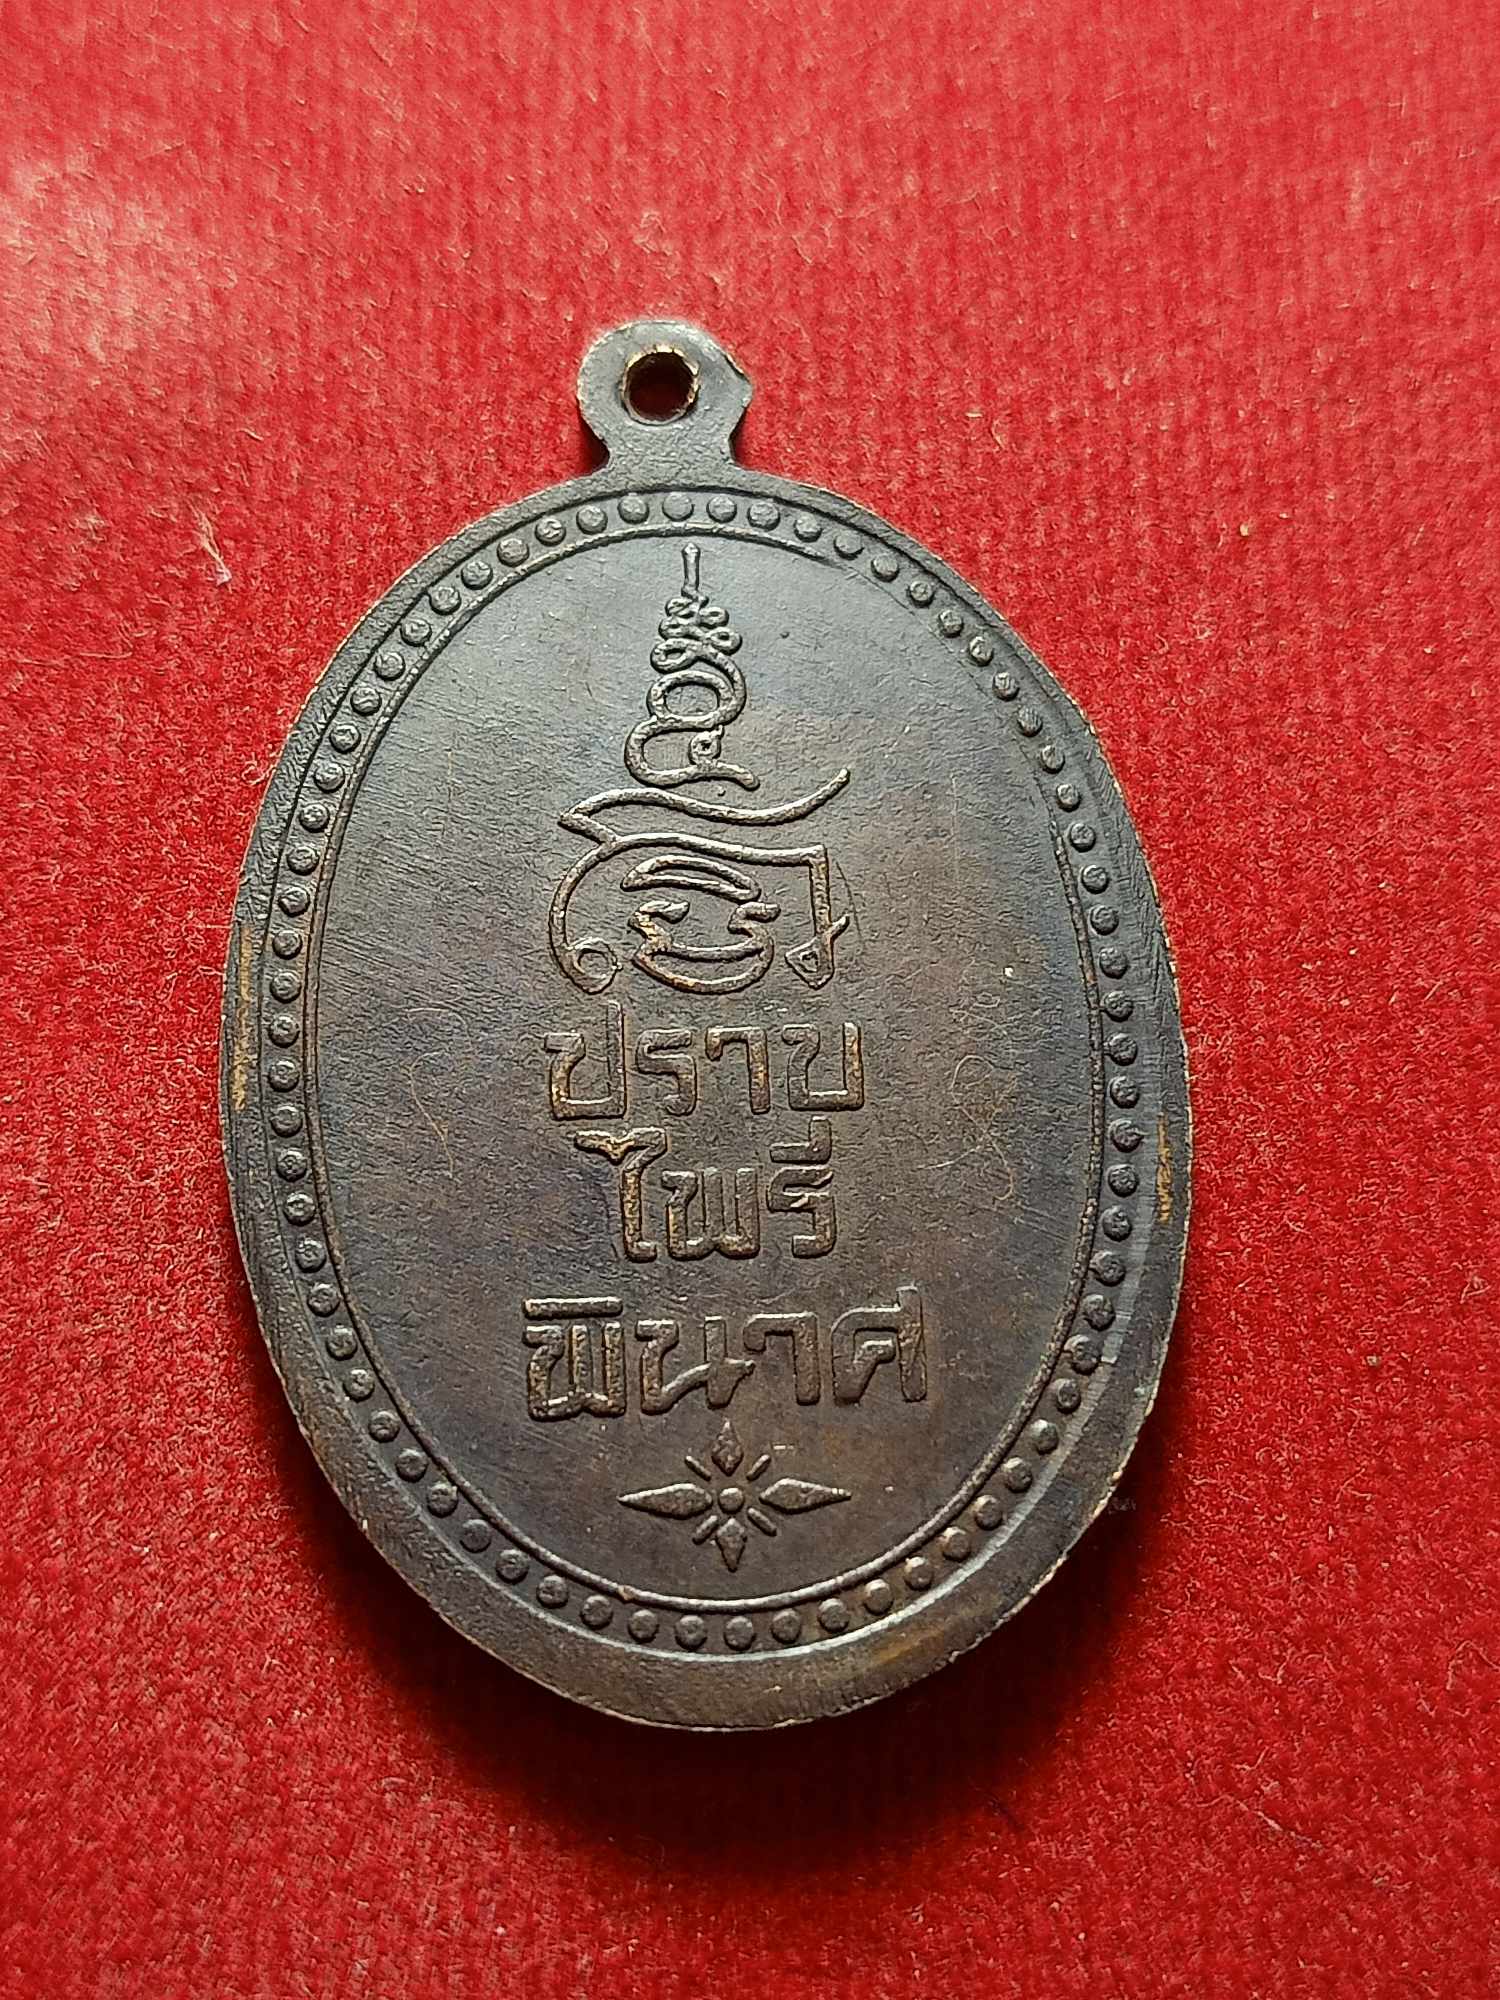 ปราบ
ไพรี
พินาศ